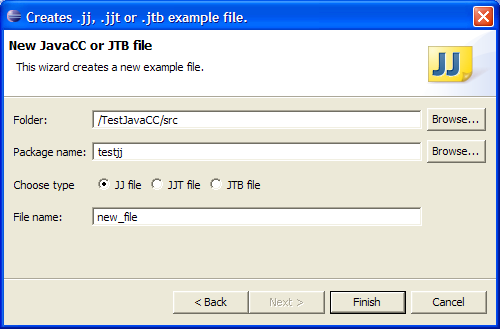 Creates .jj, .jjt or .jtb example file.
New JavaCC or JTB file
This wizard creates a new example file.
JJ
Folder: /TestJavaCC/src Browse...
Package name: testjj Browse...
Choose type JJ file JJT file JTB file
File name: new_file
< Back Next > Finish Cancel